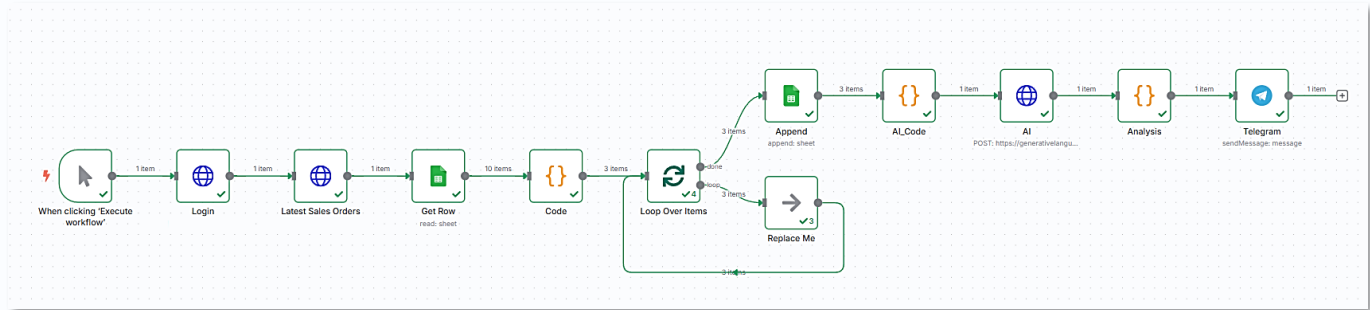 3 items
1 item
1 item
1 item
1 item
Append
append: sheet
AI_Code
AI
POST: https://generativelangu...
Analysis
Telegram
sendMessage: message
3 items
1 item
1 item
1 item
10 items
3 items
done
loop
4
3 items
When clicking 'Execute
workflow'
Login
Latest Sales Orders
Get Row
read: sheet
Code
Loop Over Items
3
Replace Me
3 items